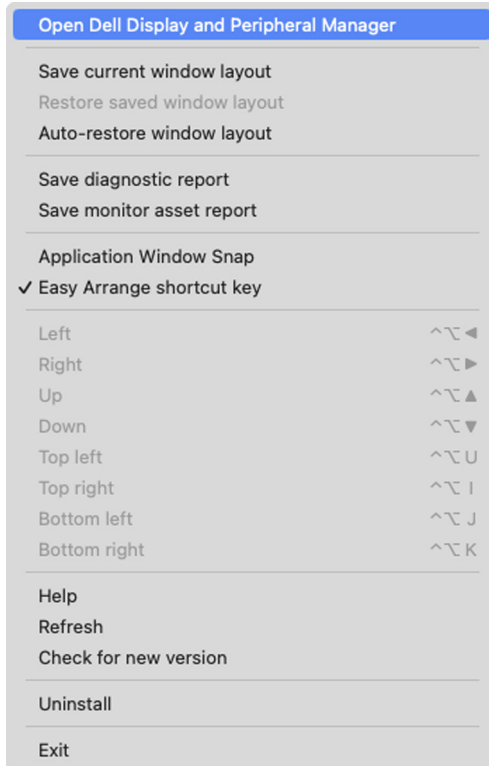 Open Dell Display and Peripheral Manager
Save current window layout
Restore saved window layout
Auto-restore window layout
Save diagnostic report
Save monitor asset report
Application Window Snap
✓ Easy Arrange shortcut key
Left ^⌥◀
Right ^⌥▶
Up ^⌥▲
Down ^⌥▼
Top left ^⌥ U
Top right ^⌥ I
Bottom left ^⌥ J
Bottom right ^⌥ K
Help
Refresh
Check for new version
Uninstall
Exit